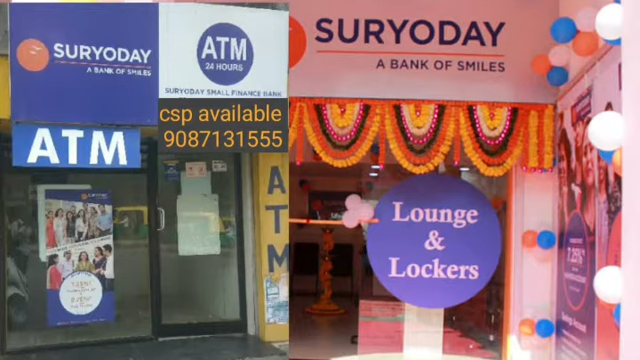 SURYODAY
A BANK OF SMILES
ATM
24 HOURS
SURYODAY SMALL FINANCE BANK
csp available
9087131555
ATM
ATM
SURYODAY
A BANK OF SMILES
Lounge
&
Lockers